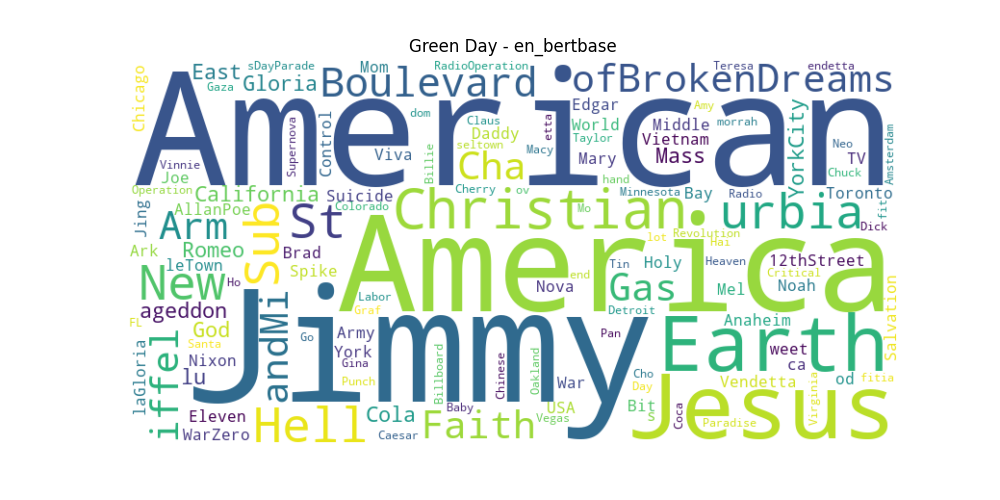 Green Day - en_bertbase
American
America
Jimmy
Jesus
Earth
Christian
Boulevard
ofBrokenDreams
urbia
Sub
St
Cha
New
Hell
Faith
Gas
Arm
iffel
andMi
East
Gaza
sDayParade
Gloria
Mom
RadioOperation
Teresa
endetta
Chicago
Vinnie
Joe
Operation
Supernova
Control
Viva
dom
Billie
Claus
Daddy
seltown
Macy
etta
Edgar
World
Taylor
Mary
Amy
Middle
Vietnam
Mass
morrah
YorkCity
Neo
TV
Chuck
Amsterdam
Toronto
fit
Dick
California
Suicide
Colorado
AllanPoe
Jing
Ark
leTown
Romeo
Ho
Brad
Spike
Cherry
ov
hand
Minnesota
Bay
Radio
Mo
lot
Revolution
Hai
Heaven
12thStreet
Critical
Noah
Salvation
Tin
Holy
end
Nova
Mel
Detroit
Labor
Graf
ageddon
FL
Santa
God
Nixon
lu
laGloria
Go
Army
York
Gina
Punch
Pan
Anaheim
weet
ca
od
fitia
Vendetta
Virginia
Cho
Day
Bit
s
Coca
Paradise
Billboard
Baby
Chinese
Oakland
Vegas
War
USA
Eleven
WarZero
Cola
Caesar